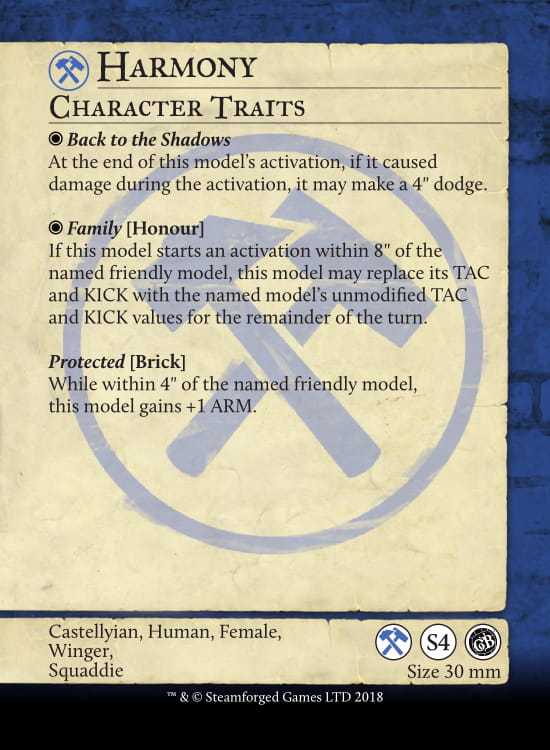 Harmony
Character Traits
Back to the Shadows
At the end of this model's activation, if it caused
damage during the activation, it may make a 4" dodge.
Family [Honour]
If this model starts an activation within 8" of the
named friendly model, this model may replace its TAC
and KICK with the named model's unmodified TAC
and KICK values for the remainder of the turn.
Protected [Brick]
While within 4" of the named friendly model,
this model gains +1 ARM.
Castellyian, Human, Female,
Winger,
Squaddie
S4
GB
Size 30 mm
™ & © Steamforged Games LTD 2018